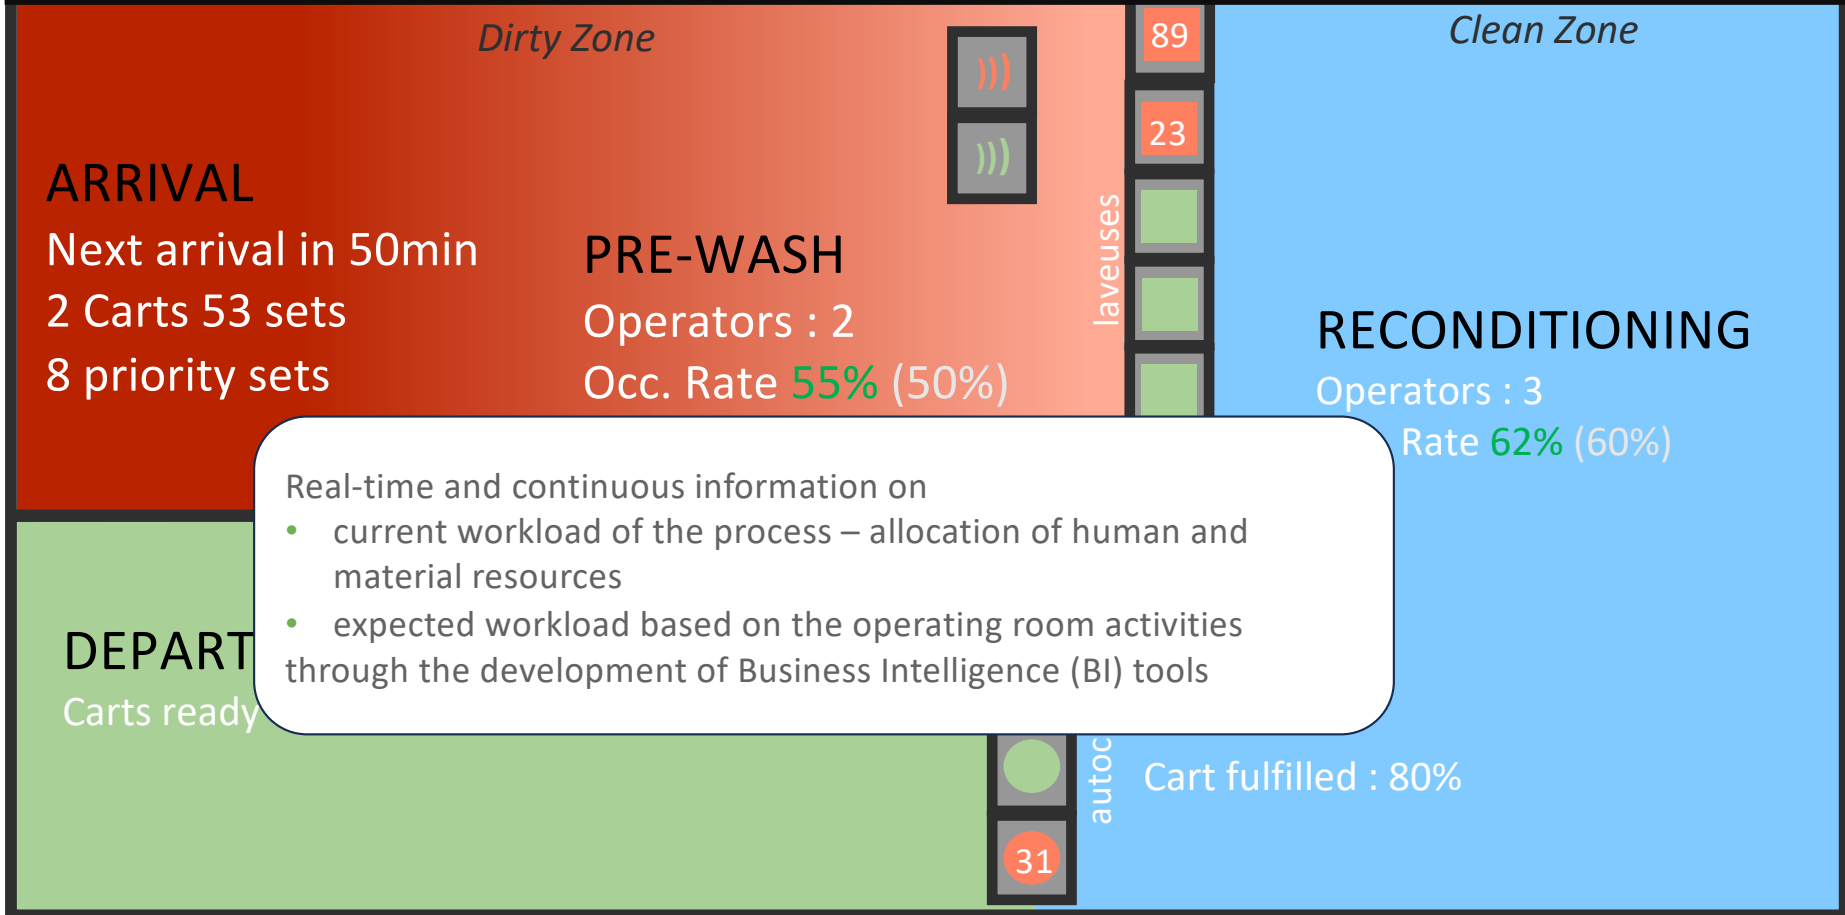 Dirty Zone
Clean Zone
89
23
ARRIVAL
Next arrival in 50min
2 Carts 53 sets
8 priority sets
PRE-WASH
Operators : 2
Occ. Rate 55% (50%)
laveuses
RECONDITIONING
Operators : 3
Rate 62% (60%)
Real-time and continuous information on
• current workload of the process – allocation of human and
material resources
• expected workload based on the operating room activities
through the development of Business Intelligence (BI) tools
DEPART
Carts ready
autoc
Cart fulfilled : 80%
31